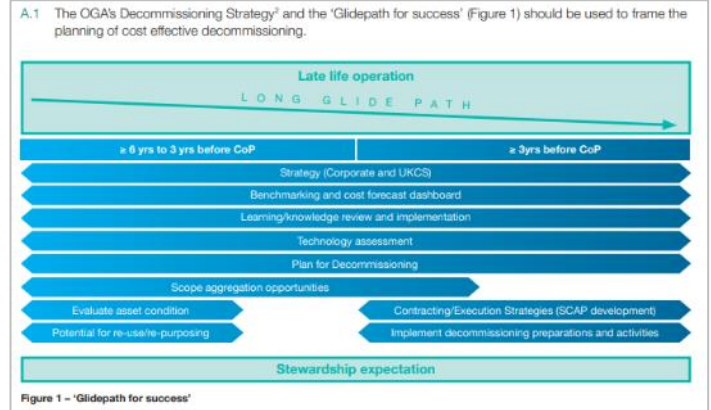 A.1 The OGA's Decommissioning Strategy² and the 'Glidepath for success' (Figure 1) should be used to frame the
planning of cost effective decommissioning.
Late life operation
LONG GLIDE PATH
≥ 6 yrs to 3 yrs before CoP
≥ 3yrs before CoP
Strategy (Corporate and UKCS)
Benchmarking and cost forecast dashboard
Learning/knowledge review and implementation
Technology assessment
Plan for Decommissioning
Scope aggregation opportunities
Evaluate asset condition
Contracting/Execution Strategies (SCAP development)
Potential for re-use/re-purposing
Implement decommissioning preparations and activities
Stewardship expectation
Figure 1 – 'Glidepath for success'